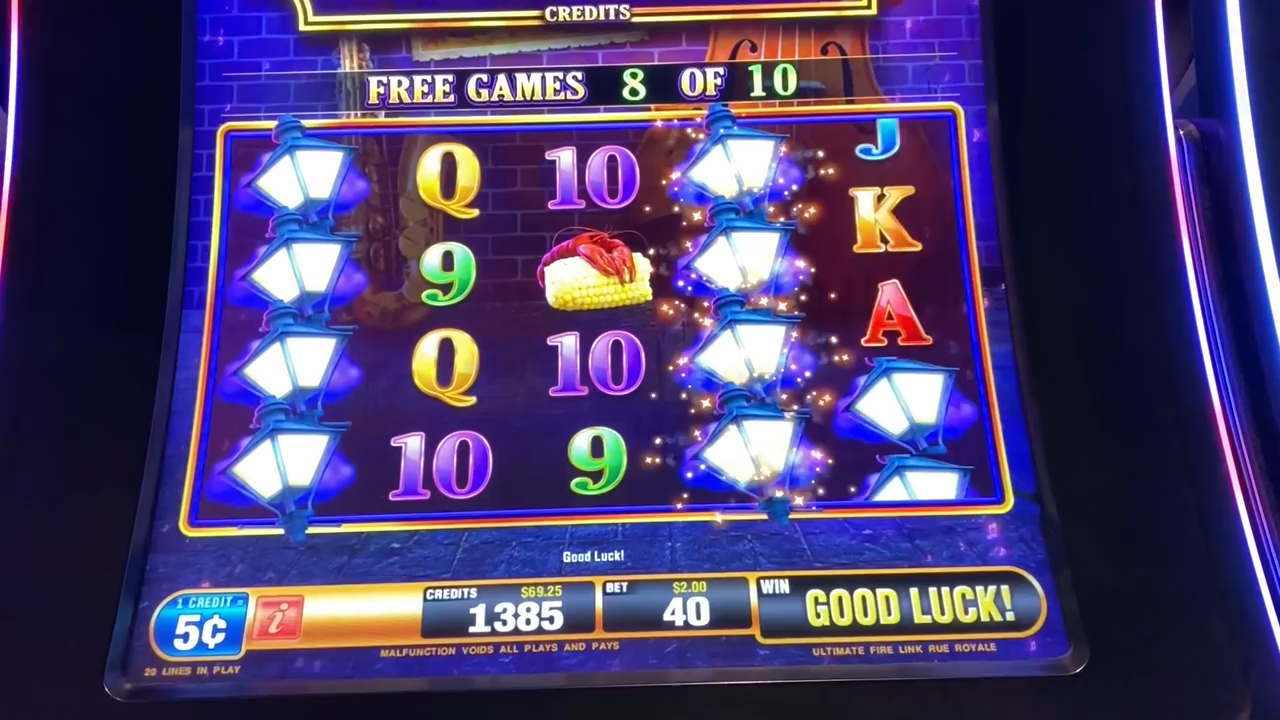 CREDITS
FREE GAMES 8 OF 10
Q 10 J
K
9
A
Q 10
10 9
Good Luck!
1 CREDIT =
5¢
i
CREDITS $69.25
1385
BET $2.00
40
WIN GOOD LUCK!
MALFUNCTION VOIDS ALL PLAYS AND PAYS
ULTIMATE FIRE LINK RUE ROYALE
20 LINES IN PLAY